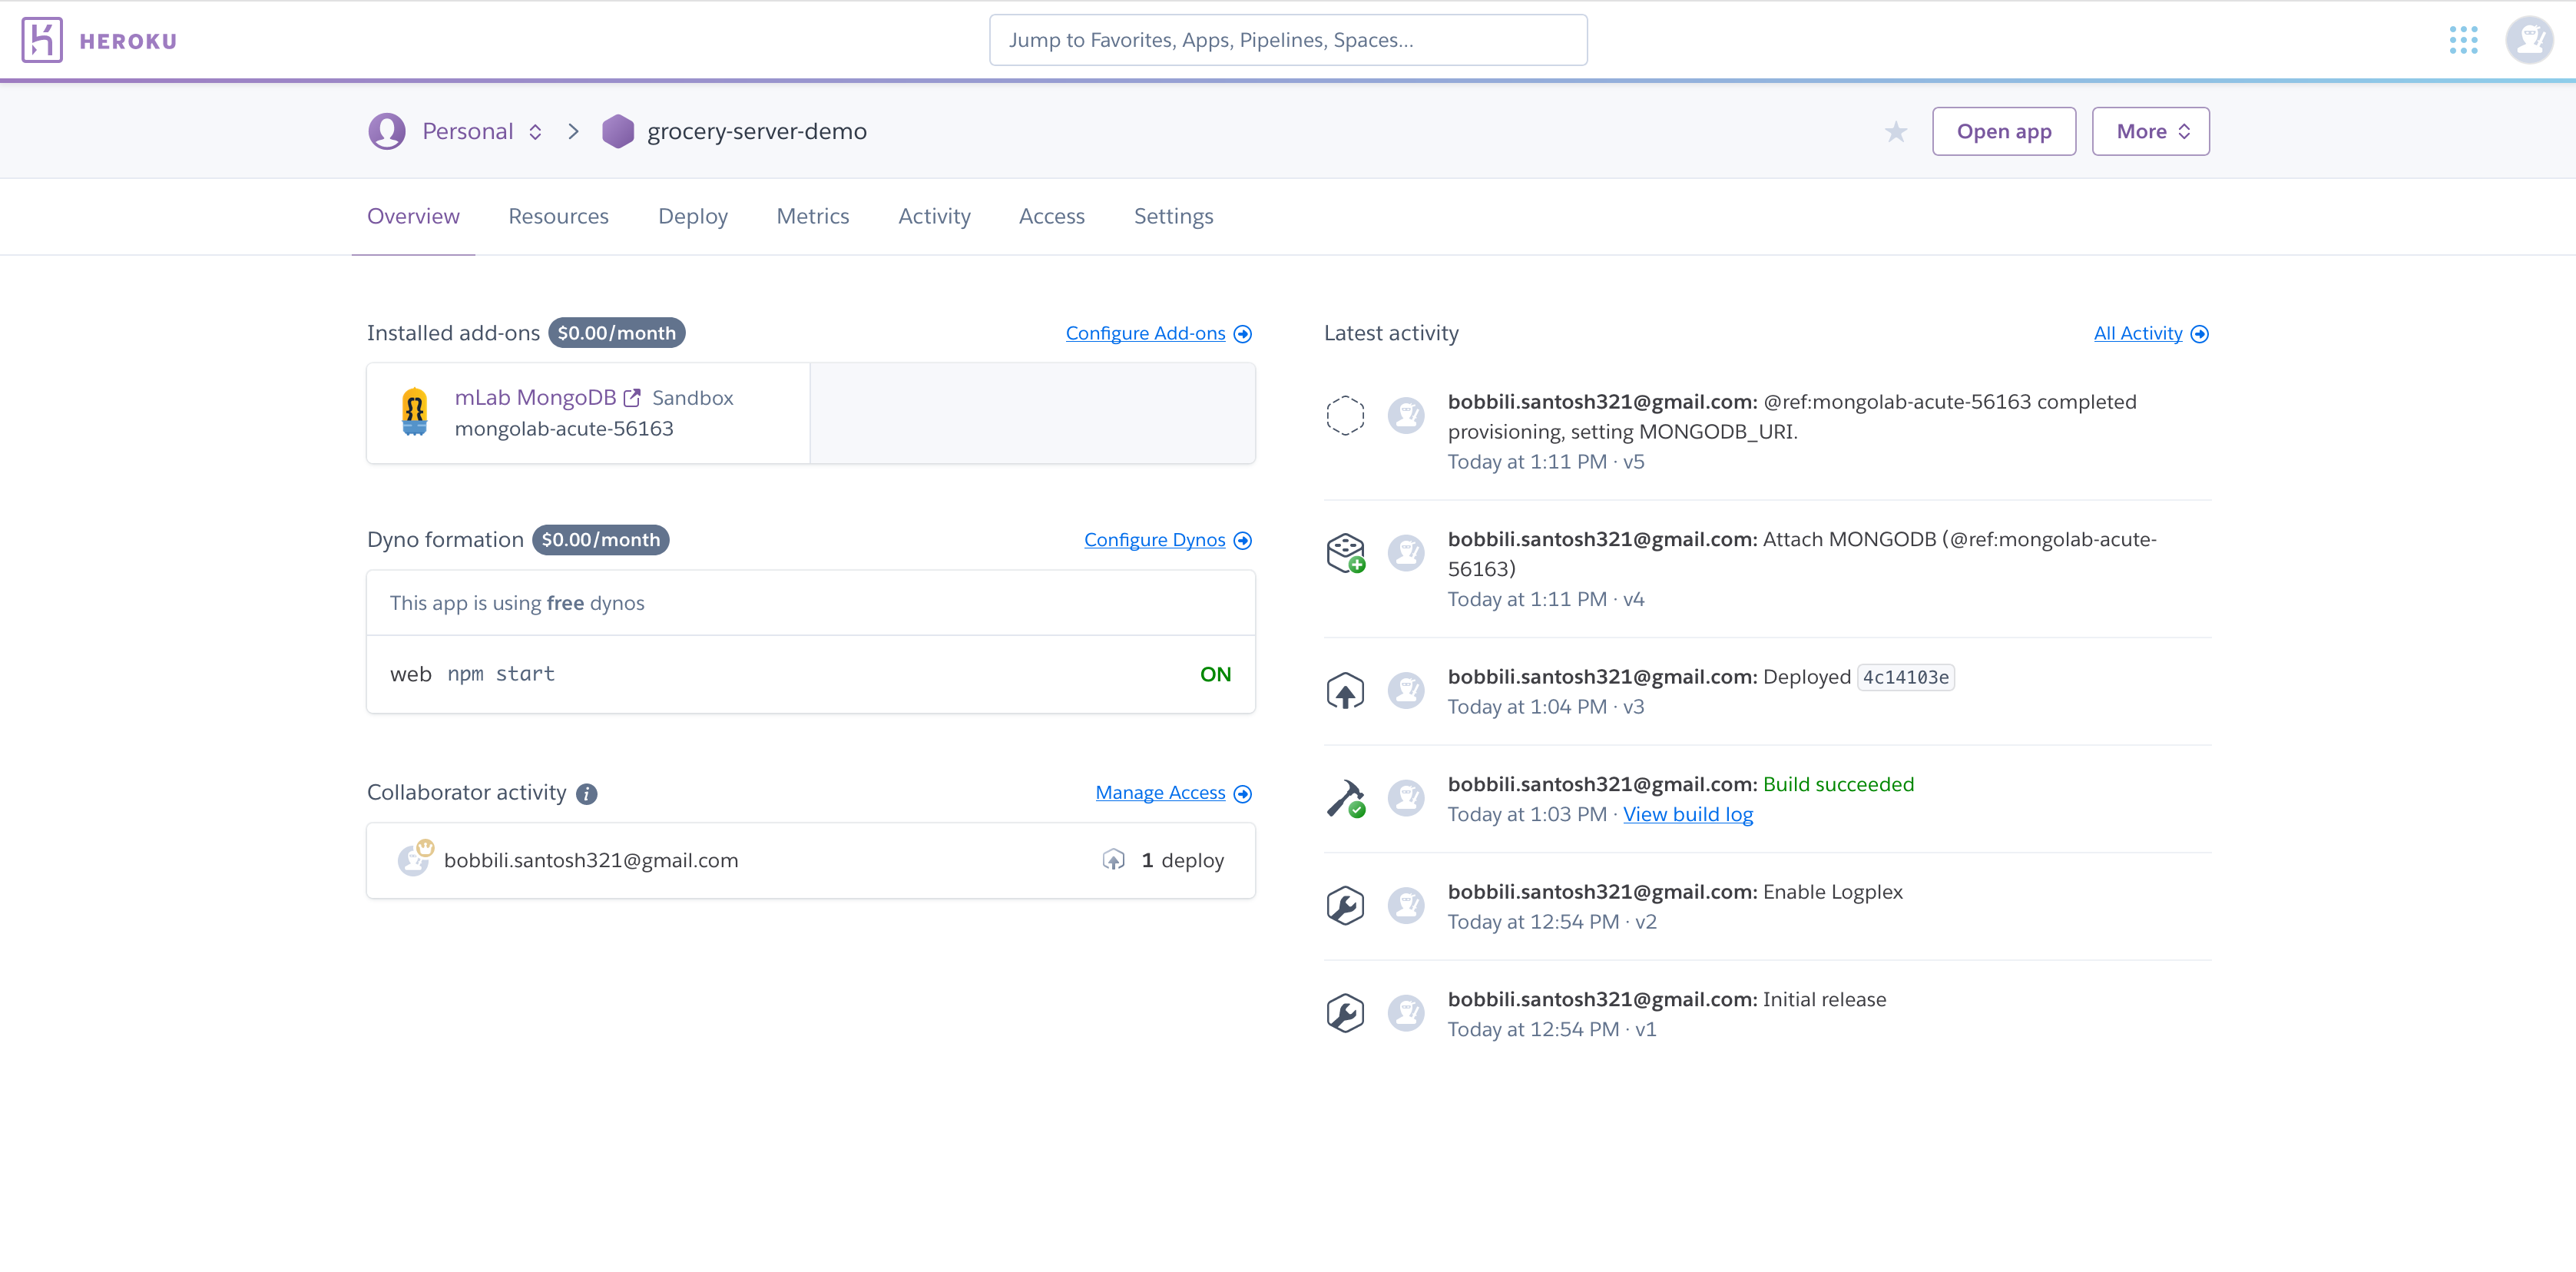 HEROKU
Jump to Favorites, Apps, Pipelines, Spaces...
Personal
grocery-server-demo
Open app
More
Overview
Resources
Deploy
Metrics
Activity
Access
Settings
Installed add-ons $0.00/month
Configure Add-ons
mLab MongoDB Sandbox
mongolab-acute-56163
Dyno formation $0.00/month
Configure Dynos
This app is using free dynos
web npm start ON
Collaborator activity
Manage Access
bobbili.santosh321@gmail.com 1 deploy
Latest activity
All Activity
bobbili.santosh321@gmail.com: @ref:mongolab-acute-56163 completed
provisioning, setting MONGODB_URI.
Today at 1:11 PM · v5
bobbili.santosh321@gmail.com: Attach MONGODB (@ref:mongolab-acute-
56163)
Today at 1:11 PM · v4
bobbili.santosh321@gmail.com: Deployed 4c14103e
Today at 1:04 PM · v3
bobbili.santosh321@gmail.com: Build succeeded
Today at 1:03 PM · View build log
bobbili.santosh321@gmail.com: Enable Logplex
Today at 12:54 PM · v2
bobbili.santosh321@gmail.com: Initial release
Today at 12:54 PM · v1